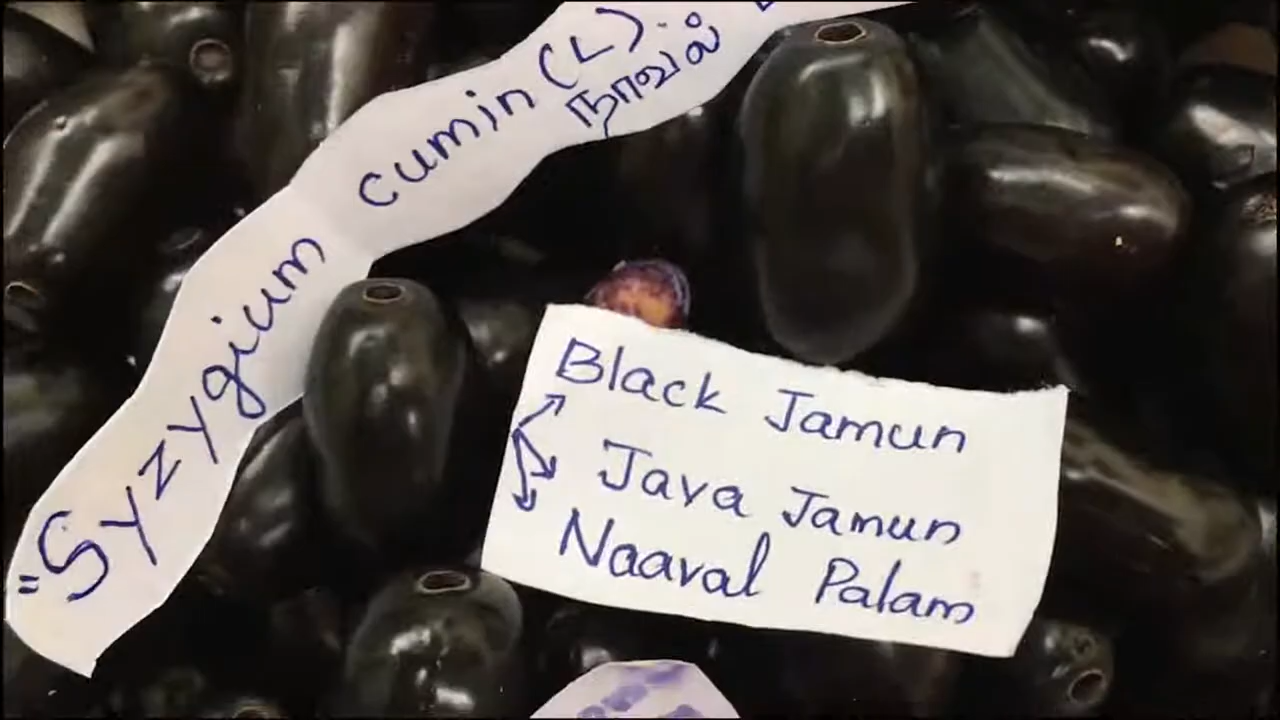 "Syzygium cumin (L)
நாவல்
Black Jamun
Java Jamun
Naaval Palam